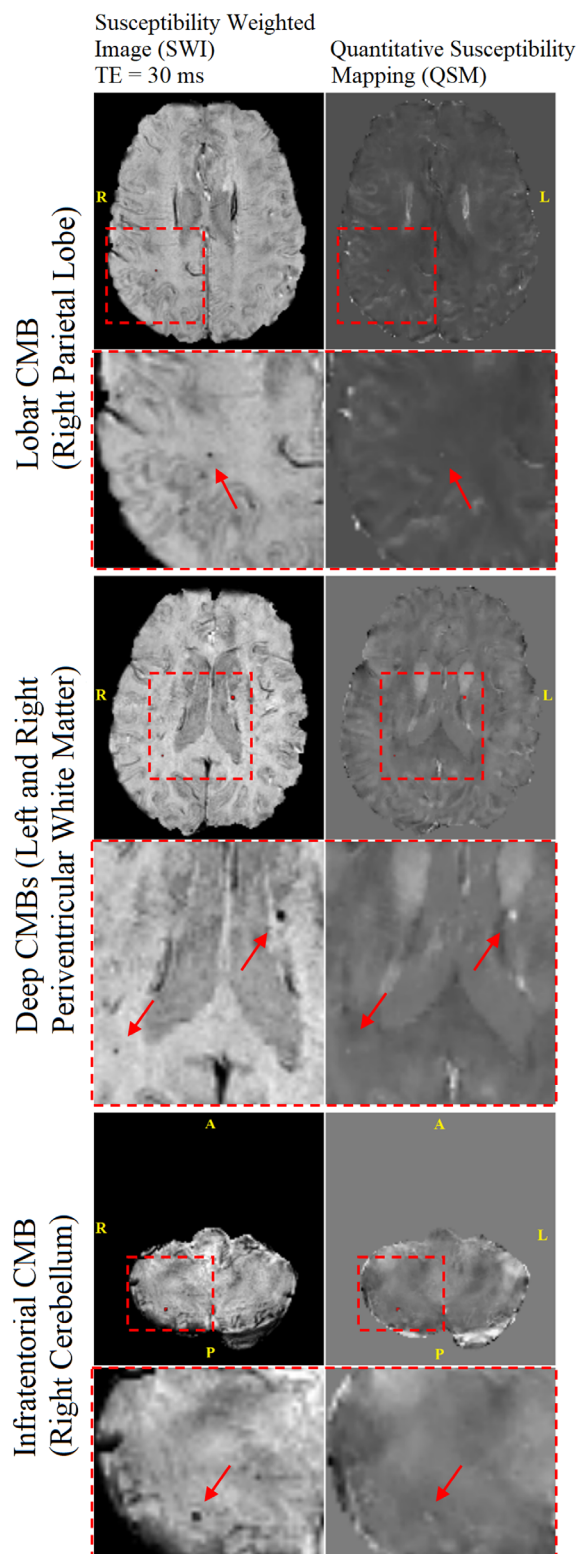 Susceptibility Weighted
Image (SWI)
TE = 30 ms
Quantitative Susceptibility
Mapping (QSM)
Lobar CMB
(Right Parietal Lobe)
R
L
Deep CMBs (Left and Right
Periventricular White Matter)
R
L
Infratentorial CMB
(Right Cerebellum)
A
A
R
L
P
P